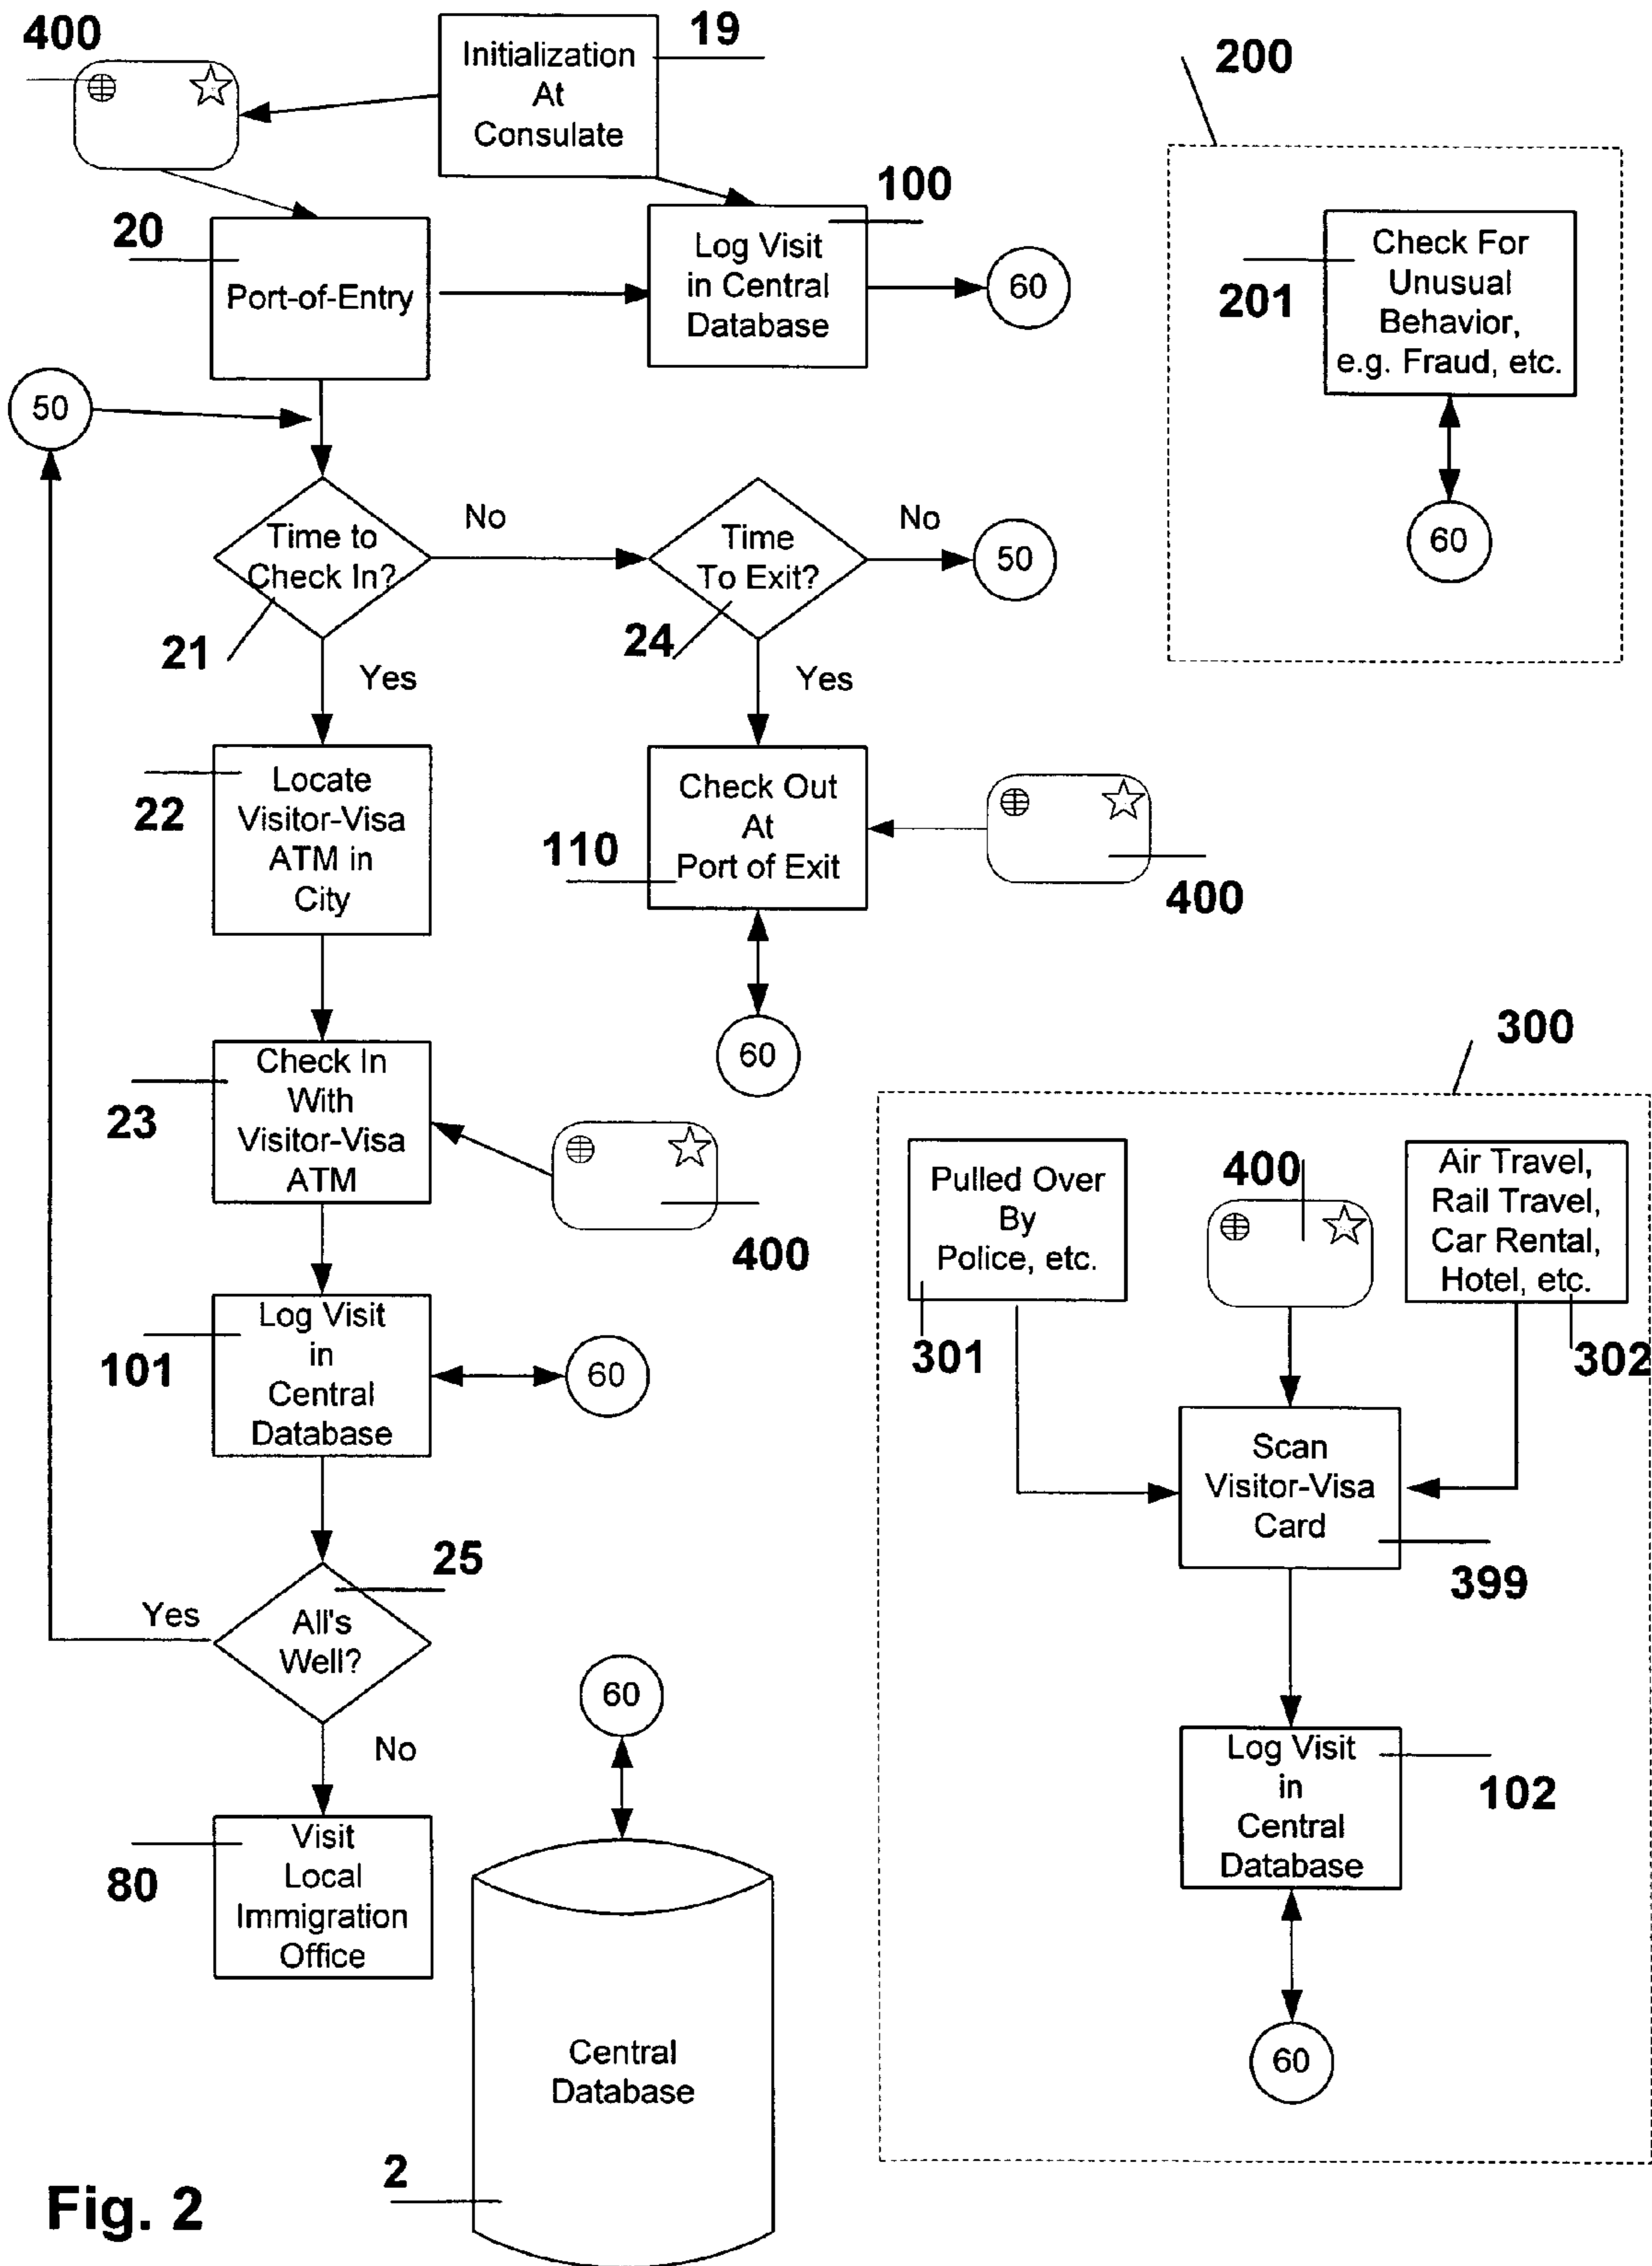 400
19
Initialization
At
Consulate
200
20
Port-of-Entry
100
Log Visit
in Central
Database
60
201
Check For
Unusual
Behavior,
e.g. Fraud, etc.
60
50
Time to
Check In?
21
No
Yes
Time
To Exit?
24
No
50
Yes
22
Locate
Visitor-Visa
ATM in
City
110
Check Out
At
Port of Exit
400
60
23
Check In
With
Visitor-Visa
ATM
400
101
Log Visit
in
Central
Database
60
25
All's
Well?
Yes
No
80
Visit
Local
Immigration
Office
60
Central
Database
2
300
Pulled Over
By
Police, etc.
301
400
Air Travel,
Rail Travel,
Car Rental,
Hotel, etc.
302
Scan
Visitor-Visa
Card
399
Log Visit
in
Central
Database
102
60
Fig. 2